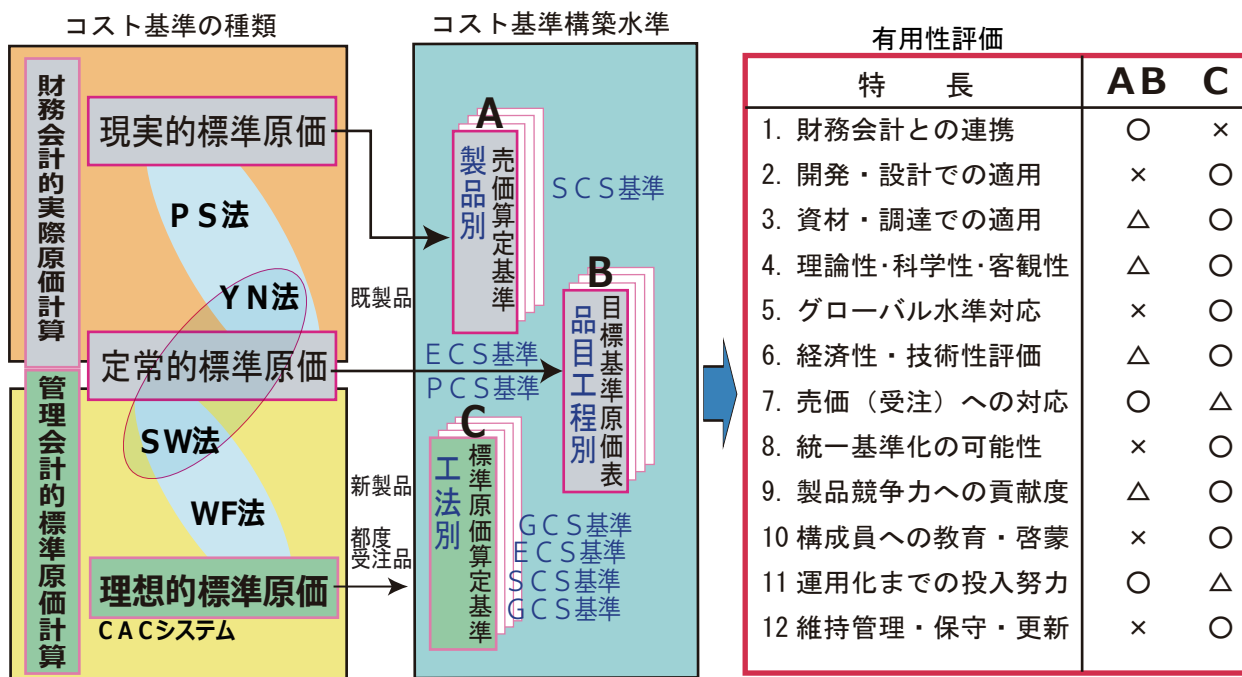 コスト基準の種類
財務会計的実際原価計算
管理会計的標準原価計算
現実的標準原価
PS法
YN法
定常的標準原価
SW法
WF法
理想的標準原価
CACシステム
既製品
新製品
都度
受注品
コスト基準構築水準
A
製品別
売価算定基準
SCS基準
B
品目工程別
目標基準原価表
ECS基準
PCS基準
C
工法別
標準原価算定基準
GCS基準
ECS基準
SCS基準
GCS基準
有用性評価
特 長 AB C
1. 財務会計との連携 ○ ×
2. 開発・設計での適用 × ○
3. 資材・調達での適用 △ ○
4. 理論性・科学性・客観性 △ ○
5. グローバル水準対応 × ○
6. 経済性・技術性評価 △ ○
7. 売価（受注）への対応 ○ △
8. 統一基準化の可能性 × ○
9. 製品競争力への貢献度 △ ○
10 構成員への教育・啓蒙 × ○
11 運用化までの投入努力 ○ △
12 維持管理・保守・更新 × ○